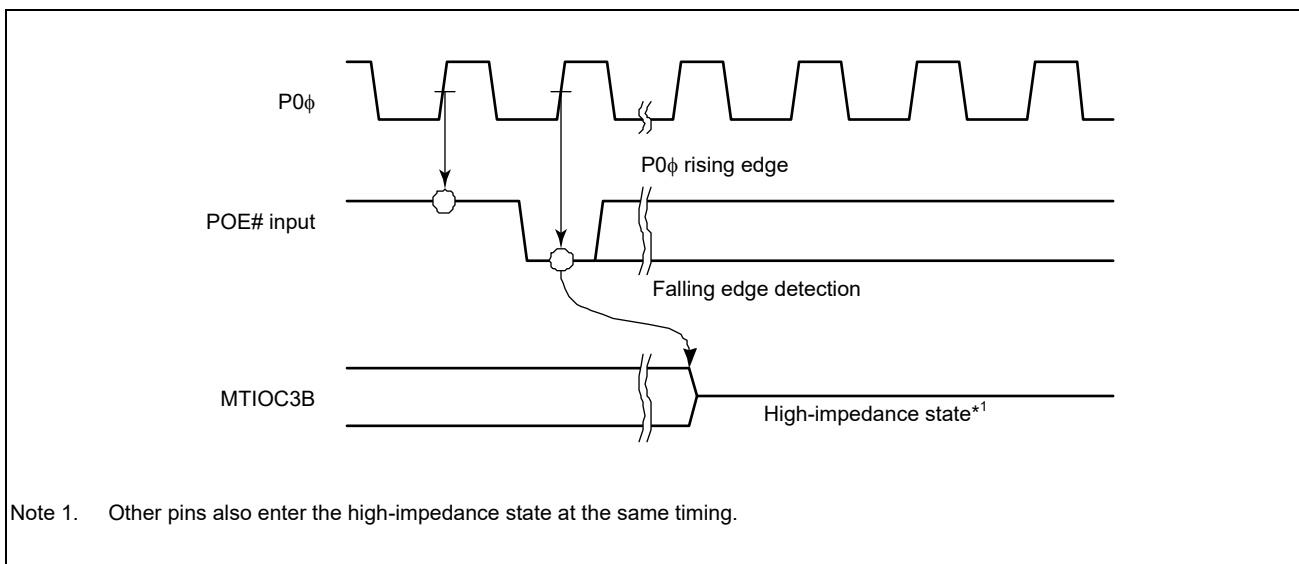 P0ϕ
P0ϕ rising edge
POE# input
Falling edge detection
MTIOC3B
High-impedance state*1
Note 1. Other pins also enter the high-impedance state at the same timing.